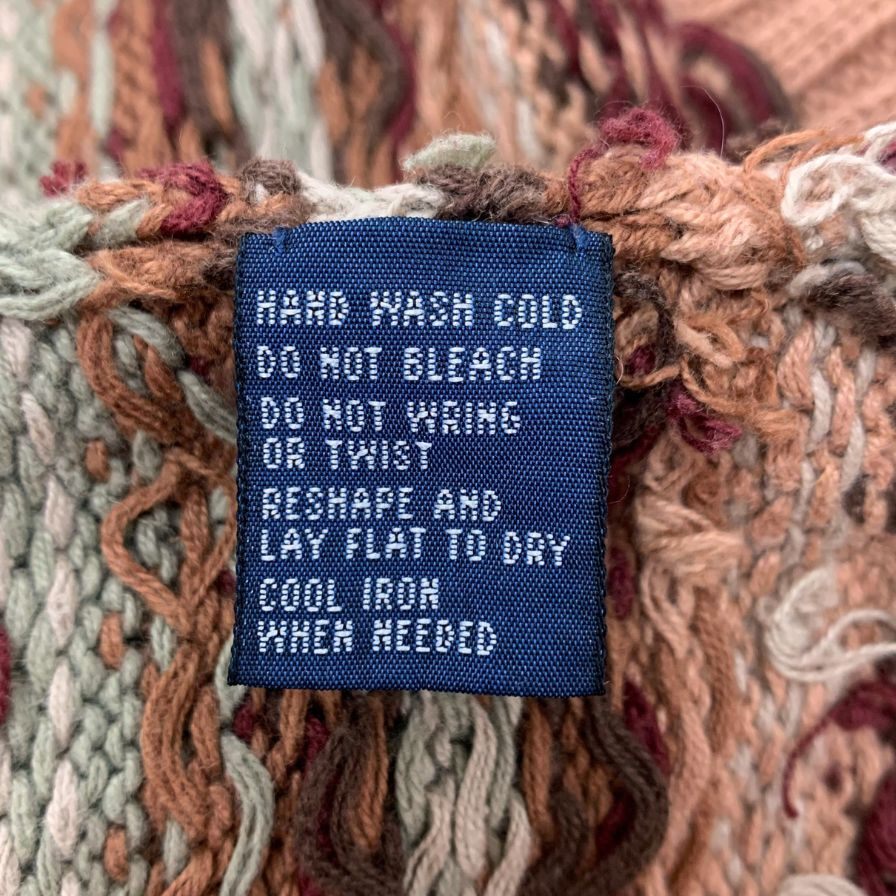 HAND WASH COLD
DO NOT BLEACH
DO NOT WRING
OR TWIST
RESHAPE AND
LAY FLAT TO DRY
COOL IRON
WHEN NEEDED